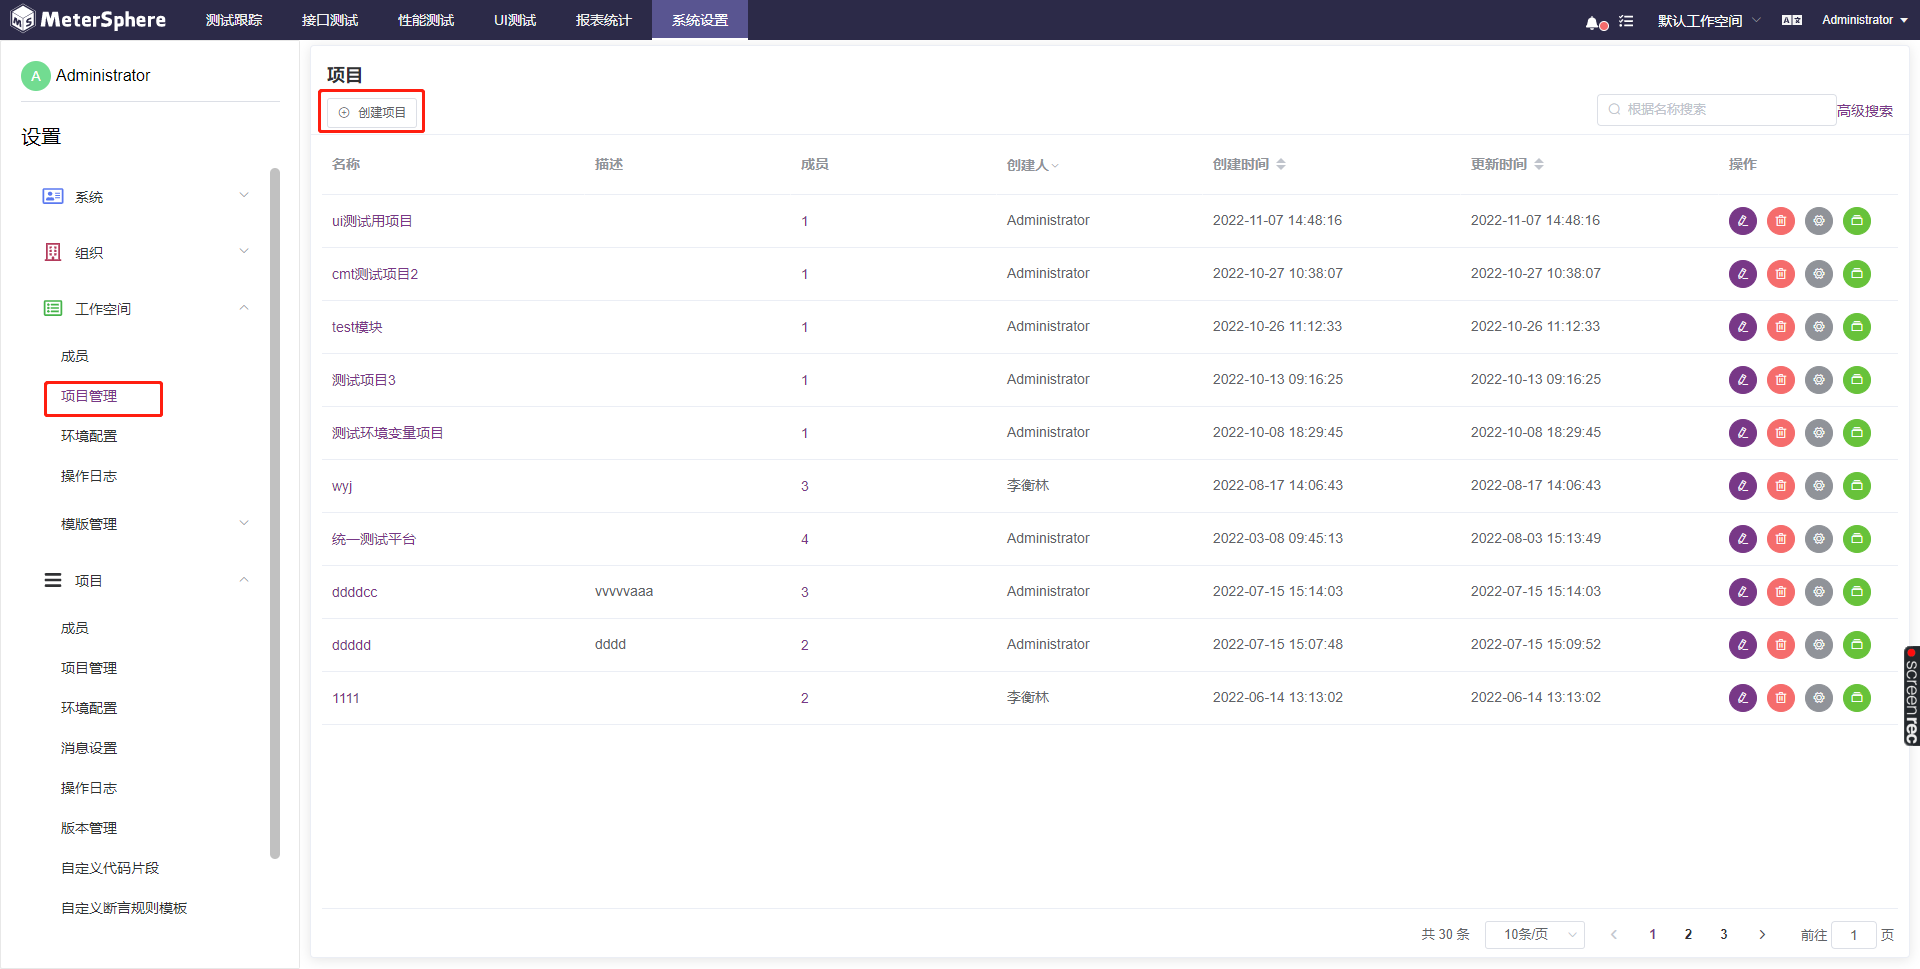 MeterSphere 测试跟踪 接口测试 性能测试 UI测试 报表统计 系统设置 默认工作空间 Administrator
A Administrator
设置
系统
组织
工作空间
成员
项目管理
环境配置
操作日志
模版管理
项目
成员
项目管理
环境配置
消息设置
操作日志
版本管理
自定义代码片段
自定义断言规则模板
项目
创建项目
根据名称搜索 高级搜索
名称 描述 成员 创建人 创建时间 更新时间 操作
ui测试用项目 1 Administrator 2022-11-07 14:48:16 2022-11-07 14:48:16
cmt测试项目2 1 Administrator 2022-10-27 10:38:07 2022-10-27 10:38:07
test模块 1 Administrator 2022-10-26 11:12:33 2022-10-26 11:12:33
测试项目3 1 Administrator 2022-10-13 09:16:25 2022-10-13 09:16:25
测试环境变量项目 1 Administrator 2022-10-08 18:29:45 2022-10-08 18:29:45
wyj 3 李衡林 2022-08-17 14:06:43 2022-08-17 14:06:43
统一测试平台 4 Administrator 2022-03-08 09:45:13 2022-08-03 15:13:49
ddddcc vvvvvaaa 3 Administrator 2022-07-15 15:14:03 2022-07-15 15:14:03
ddddd dddd 2 Administrator 2022-07-15 15:07:48 2022-07-15 15:09:52
1111 2 李衡林 2022-06-14 13:13:02 2022-06-14 13:13:02
共 30 条 10条/页 1 2 3 前往 1 页
screenrec